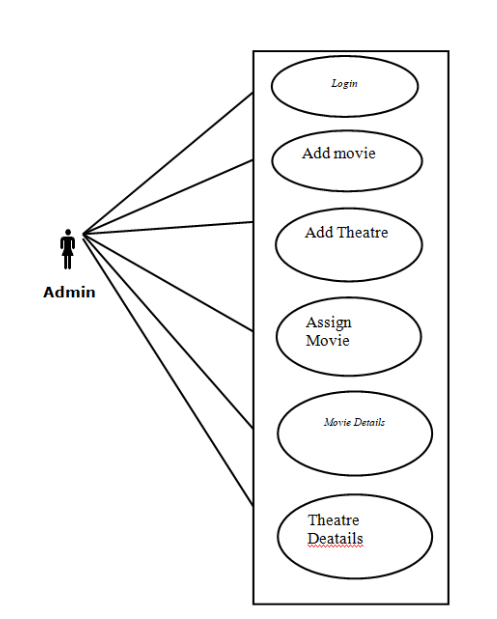 Login
Add movie
Add Theatre
Admin
Assign
Movie
Movie Details
Theatre
Deatails